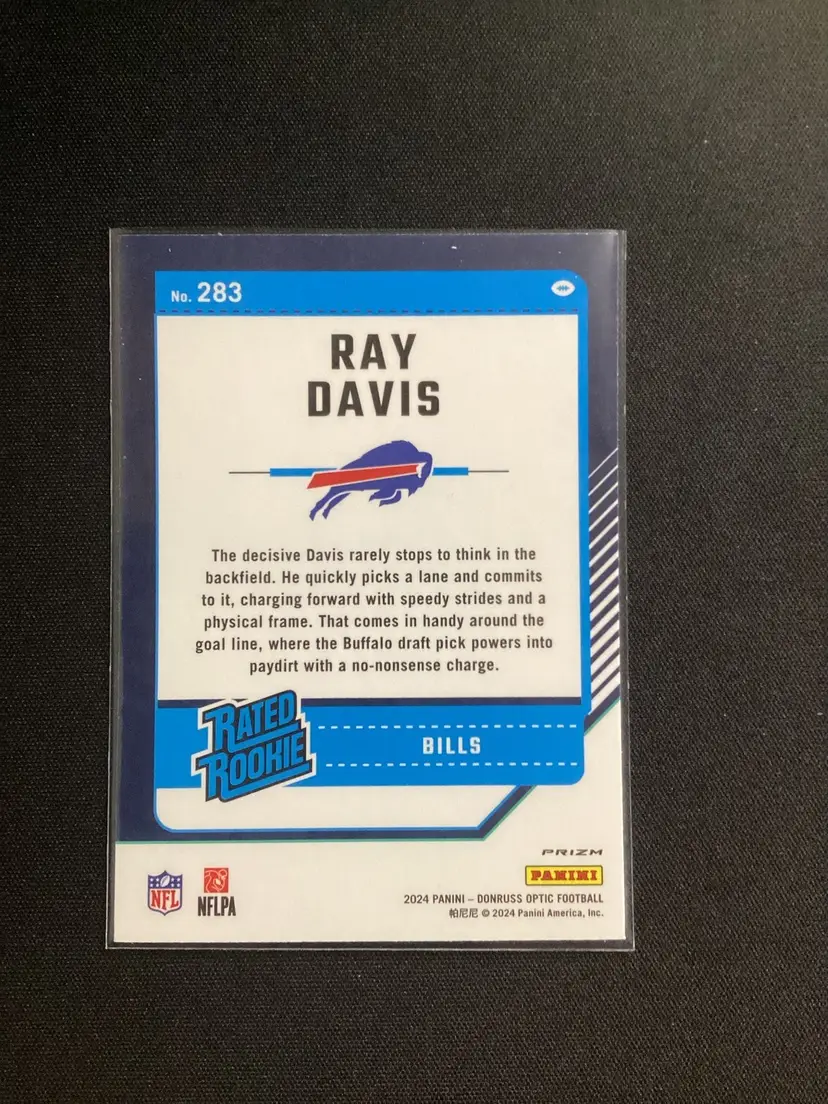 No. 283
RAY
DAVIS
The decisive Davis rarely stops to think in the
backfield. He quickly picks a lane and commits
to it, charging forward with speedy strides and a
physical frame. That comes in handy around the
goal line, where the Buffalo draft pick powers into
paydirt with a no-nonsense charge.
RATED
ROOKIE
BILLS
PRIZM
PANINI
NFL
NFLPA
2024 PANINI – DONRUSS OPTIC FOOTBALL
帕尼尼 © 2024 Panini America, Inc.